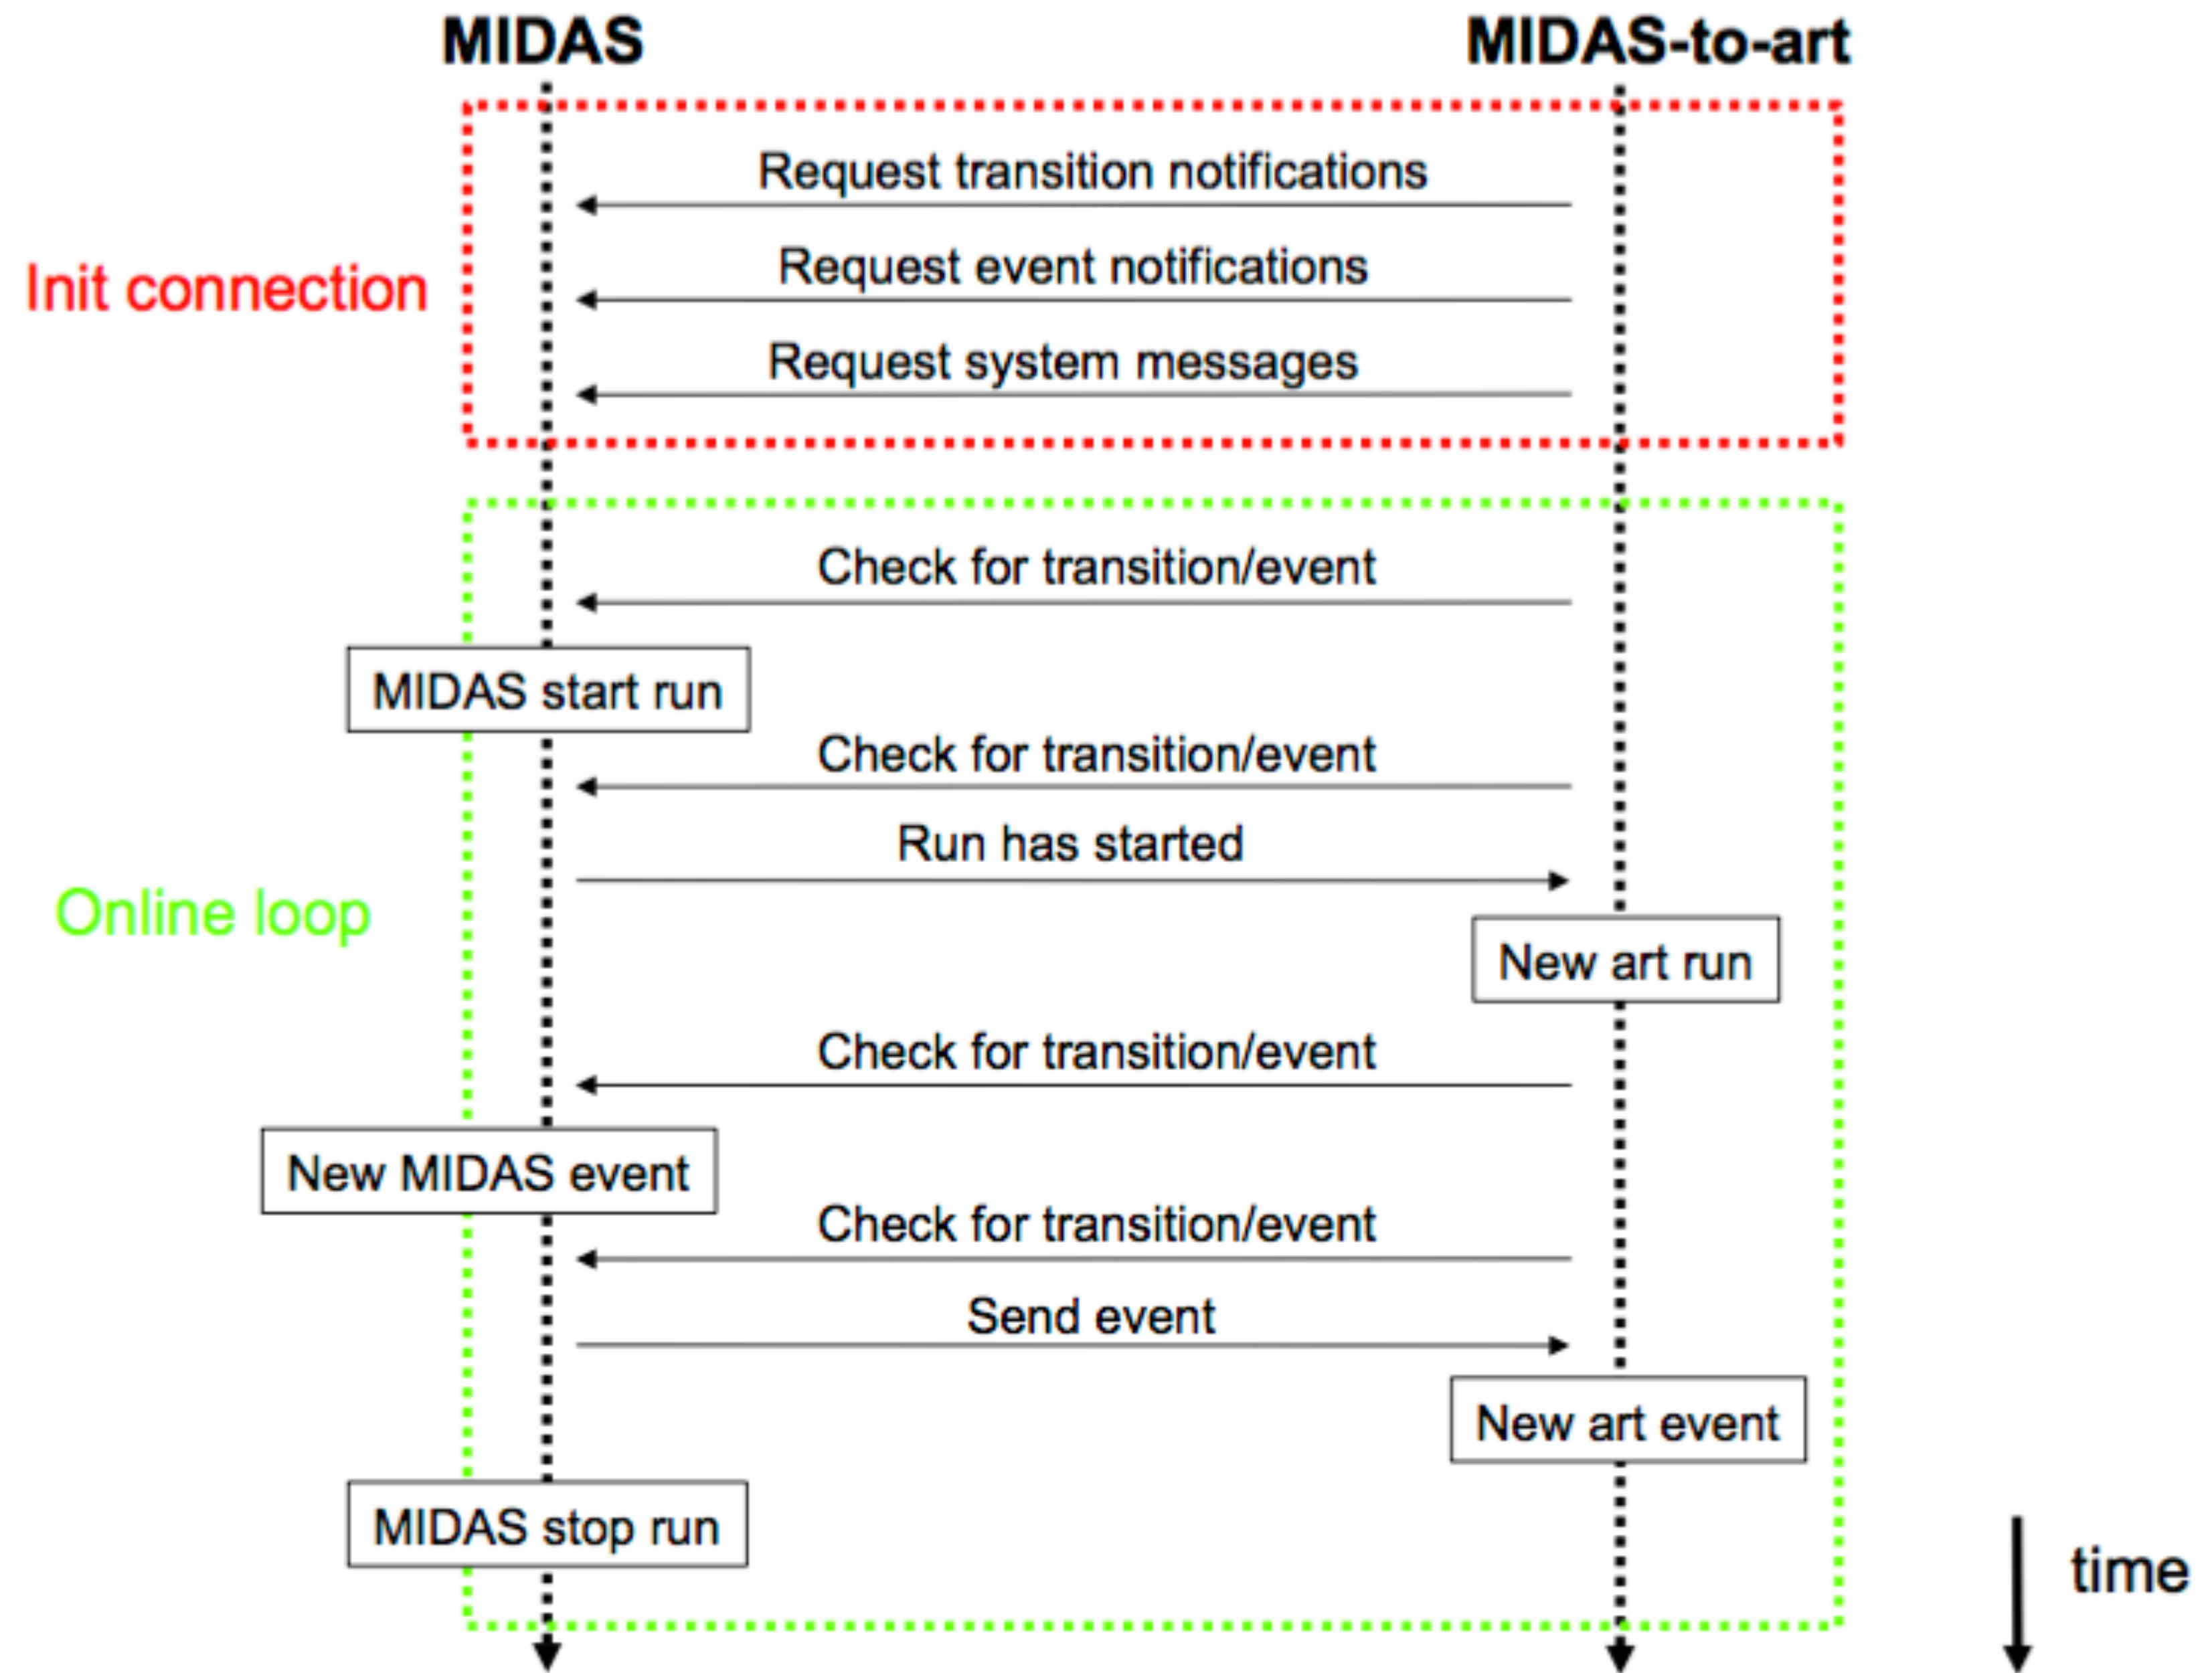 MIDAS
MIDAS-to-art
Request transition notifications
Request event notifications
Init connection
Request system messages
Check for transition/event
MIDAS start run
Check for transition/event
Run has started
Online loop
New art run
Check for transition/event
New MIDAS event
Check for transition/event
Send event
New art event
MIDAS stop run
time